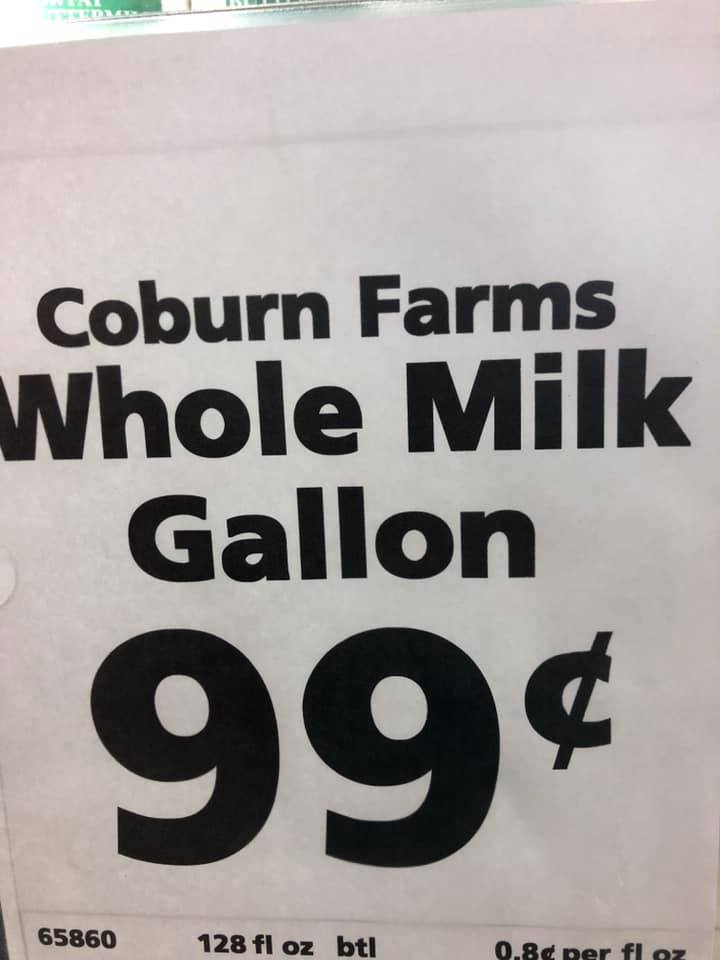 Coburn Farms
Whole Milk
Gallon
99¢
65860 128 fl oz btl 0.8¢ per fl oz